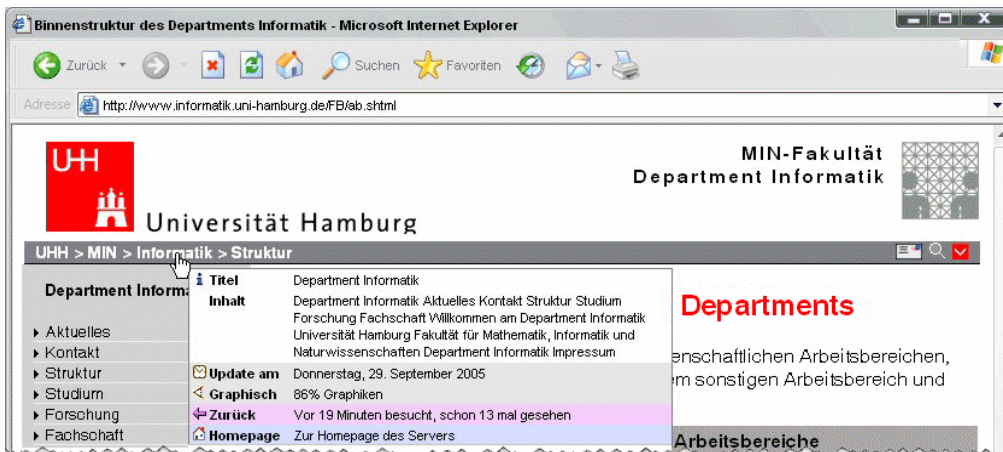 Binnenstruktur des Departments Informatik - Microsoft Internet Explorer
Zurück Suchen Favoriten
Adresse http://www.informatik.uni-hamburg.de/FB/ab.shtml
UHH
MIN-Fakultät
Department Informatik
Universität Hamburg
UHH > MIN > Informatik > Struktur
Department Informa
Aktuelles
Kontakt
Struktur
Studium
Forschung
Fachschaft
i Titel Department Informatik
Inhalt Department Informatik Aktuelles Kontakt Struktur Studium
Forschung Fachschaft Willkommen am Department Informatik
Universität Hamburg Fakultät für Mathematik, Informatik und
Naturwissenschaften Department Informatik Impressum
Update am Donnerstag, 29. September 2005
Graphisch 86% Graphiken
Zurück Vor 19 Minuten besucht, schon 13 mal gesehen
Homepage Zur Homepage des Servers
Departments
enschaftlichen Arbeitsbereichen,
em sonstigen Arbeitsbereich und
Arbeitsbereiche